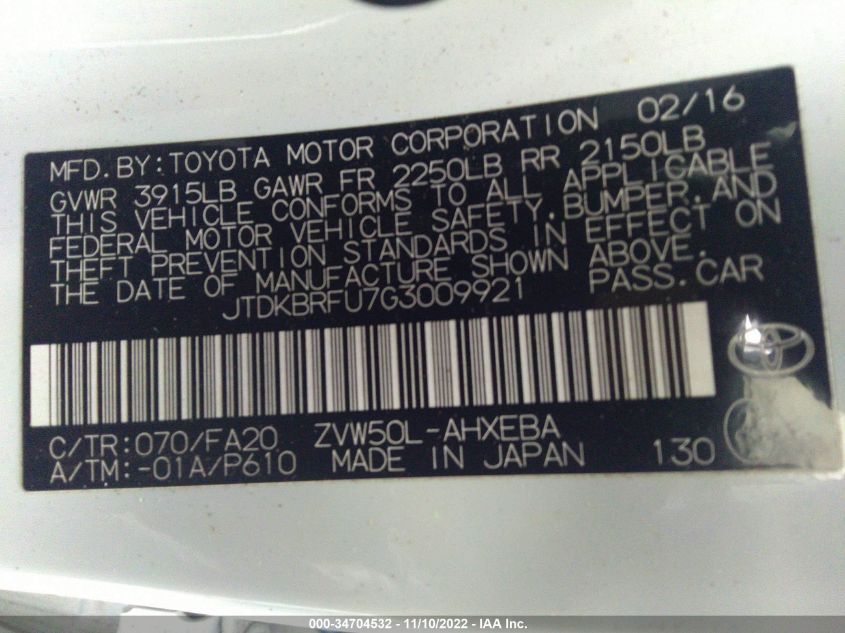 MFD.BY:TOYOTA MOTOR CORPORATION 02/16
GVWR 3915LB GAWR FR 2250LB RR 2150LB
THIS VEHICLE CONFORMS TO ALL APPLICABLE
FEDERAL MOTOR VEHICLE SAFETY,BUMPER,AND
THEFT PREVENTION STANDARDS IN EFFECT ON
THE DATE OF MANUFACTURE SHOWN ABOVE.
JTDKBRFU7G3009921 PASS.CAR
C/TR:070/FA20 ZVW50L-AHXEBA
A/TM:-01A/P610 MADE IN JAPAN 130
000-34704532 - 11/10/2022 - IAA Inc.